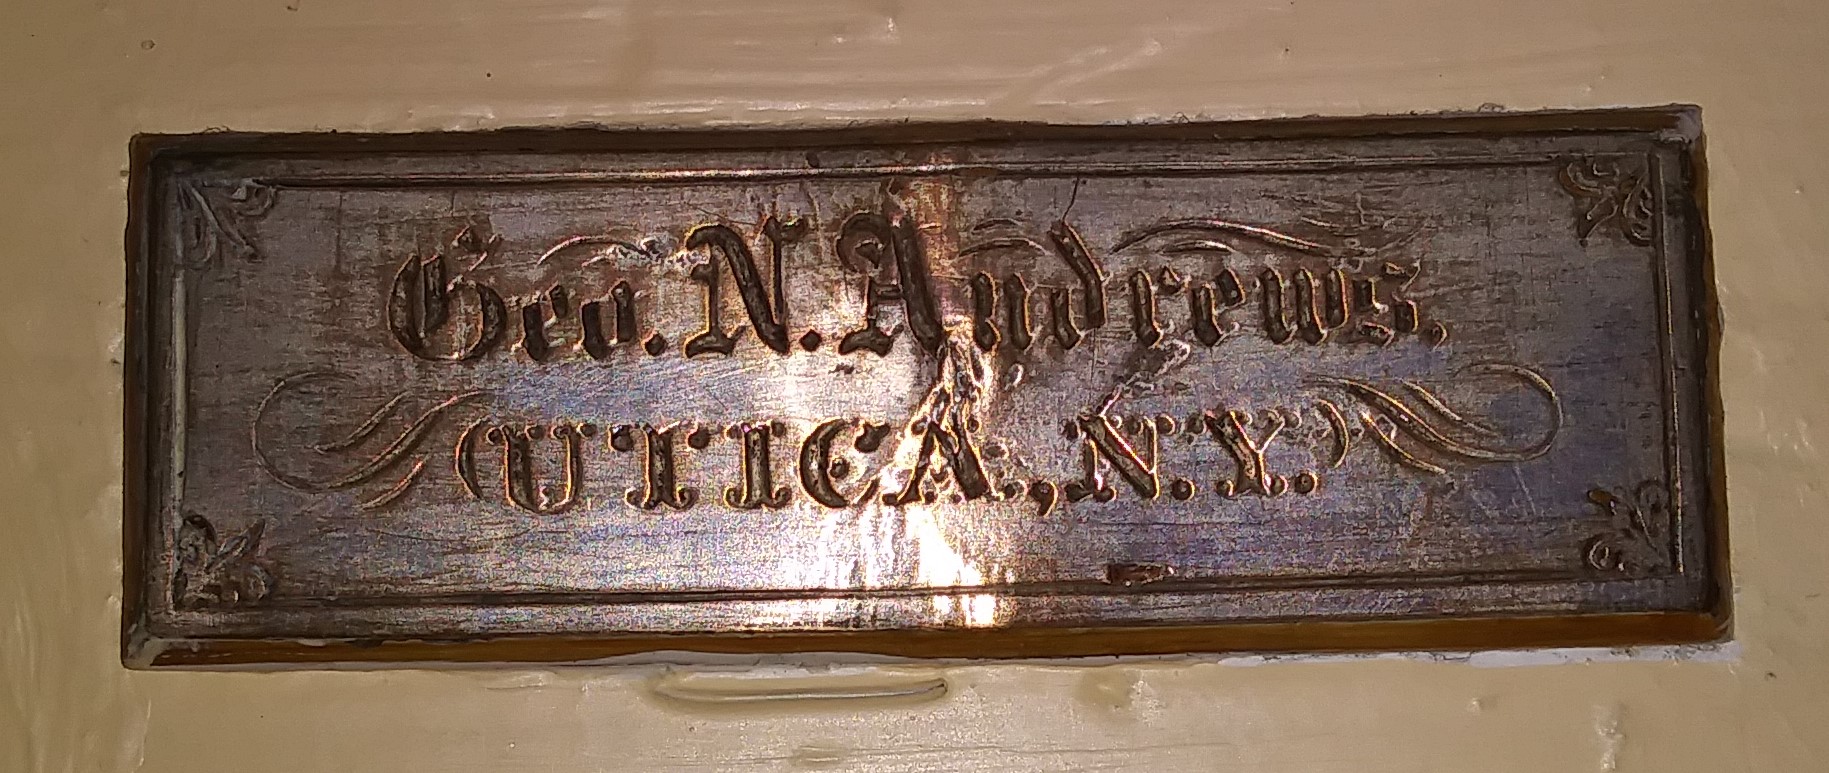 Geo. N. Andrews,
UTICA, N.Y.